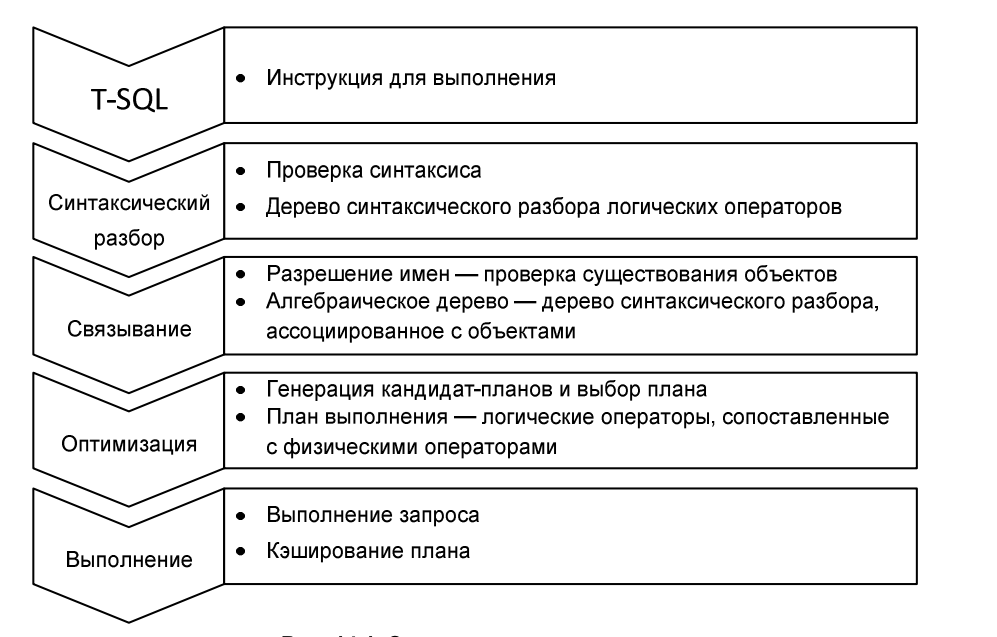 T-SQL
• Инструкция для выполнения
Синтаксический
разбор
• Проверка синтаксиса
• Дерево синтаксического разбора логических операторов
Связывание
• Разрешение имен — проверка существования объектов
• Алгебраическое дерево — дерево синтаксического разбора,
ассоциированное с объектами
Оптимизация
• Генерация кандидат-планов и выбор плана
• План выполнения — логические операторы, сопоставленные
с физическими операторами
Выполнение
• Выполнение запроса
• Кэширование плана